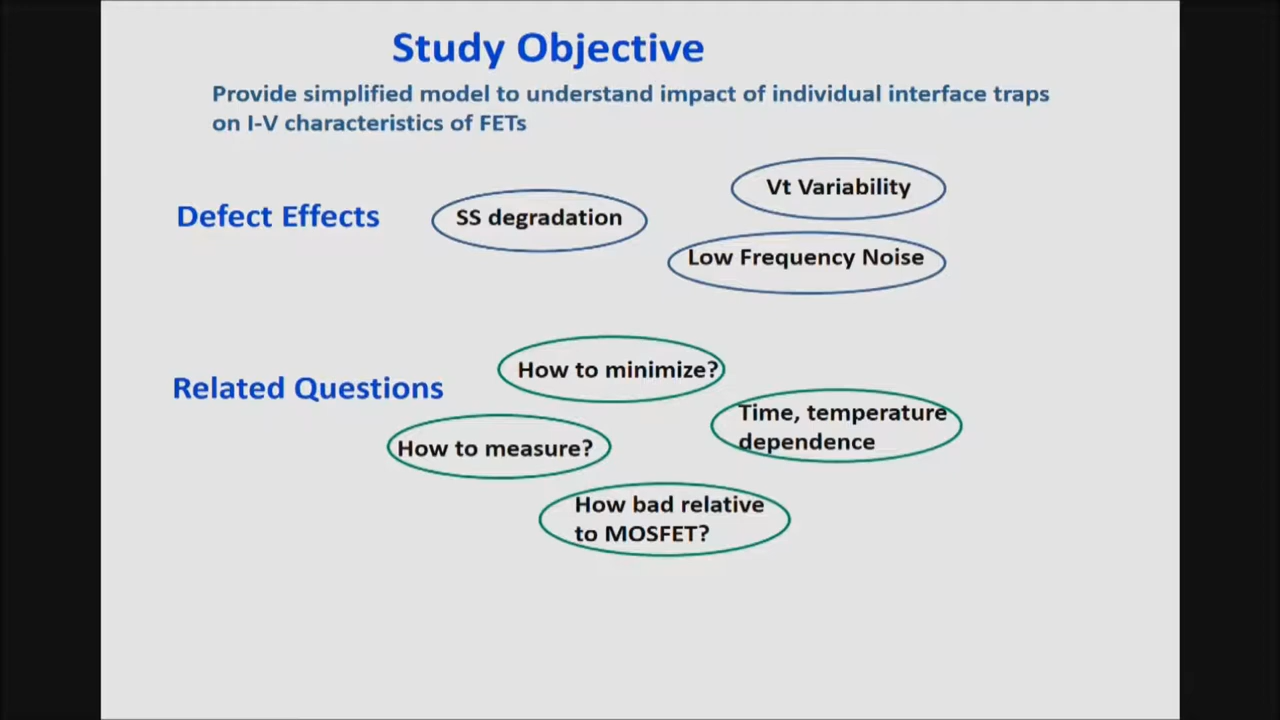 Study Objective
Provide simplified model to understand impact of individual interface traps
on I-V characteristics of FETs
Defect Effects
SS degradation
Vt Variability
Low Frequency Noise
Related Questions
How to minimize?
Time, temperature
dependence
How to measure?
How bad relative
to MOSFET?